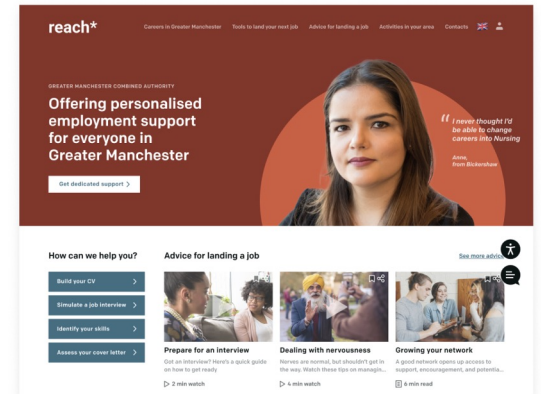 reach*
Careers in Greater Manchester
Tools to land your next job
Advice for landing a job
Activities in your area
Contacts
GREATER MANCHESTER COMBINED AUTHORITY
Offering personalised
employment support
for everyone in
Greater Manchester
Get dedicated support
“ I never thought I'd
be able to change
careers into Nursing
Anna,
from Bickershaw
How can we help you?
Build your CV
Simulate a job interview
Identify your skills
Assess your cover letter
Advice for landing a job
See more advice
Prepare for an interview
Got an interview? Here's a quick guide
on how to get ready
2 min watch
Dealing with nervousness
Nerves are normal, but shouldn't get in
the way. Watch these tips on managin...
4 min watch
Growing your network
A good network opens up access to
support, encouragement, and potentia...
6 min read